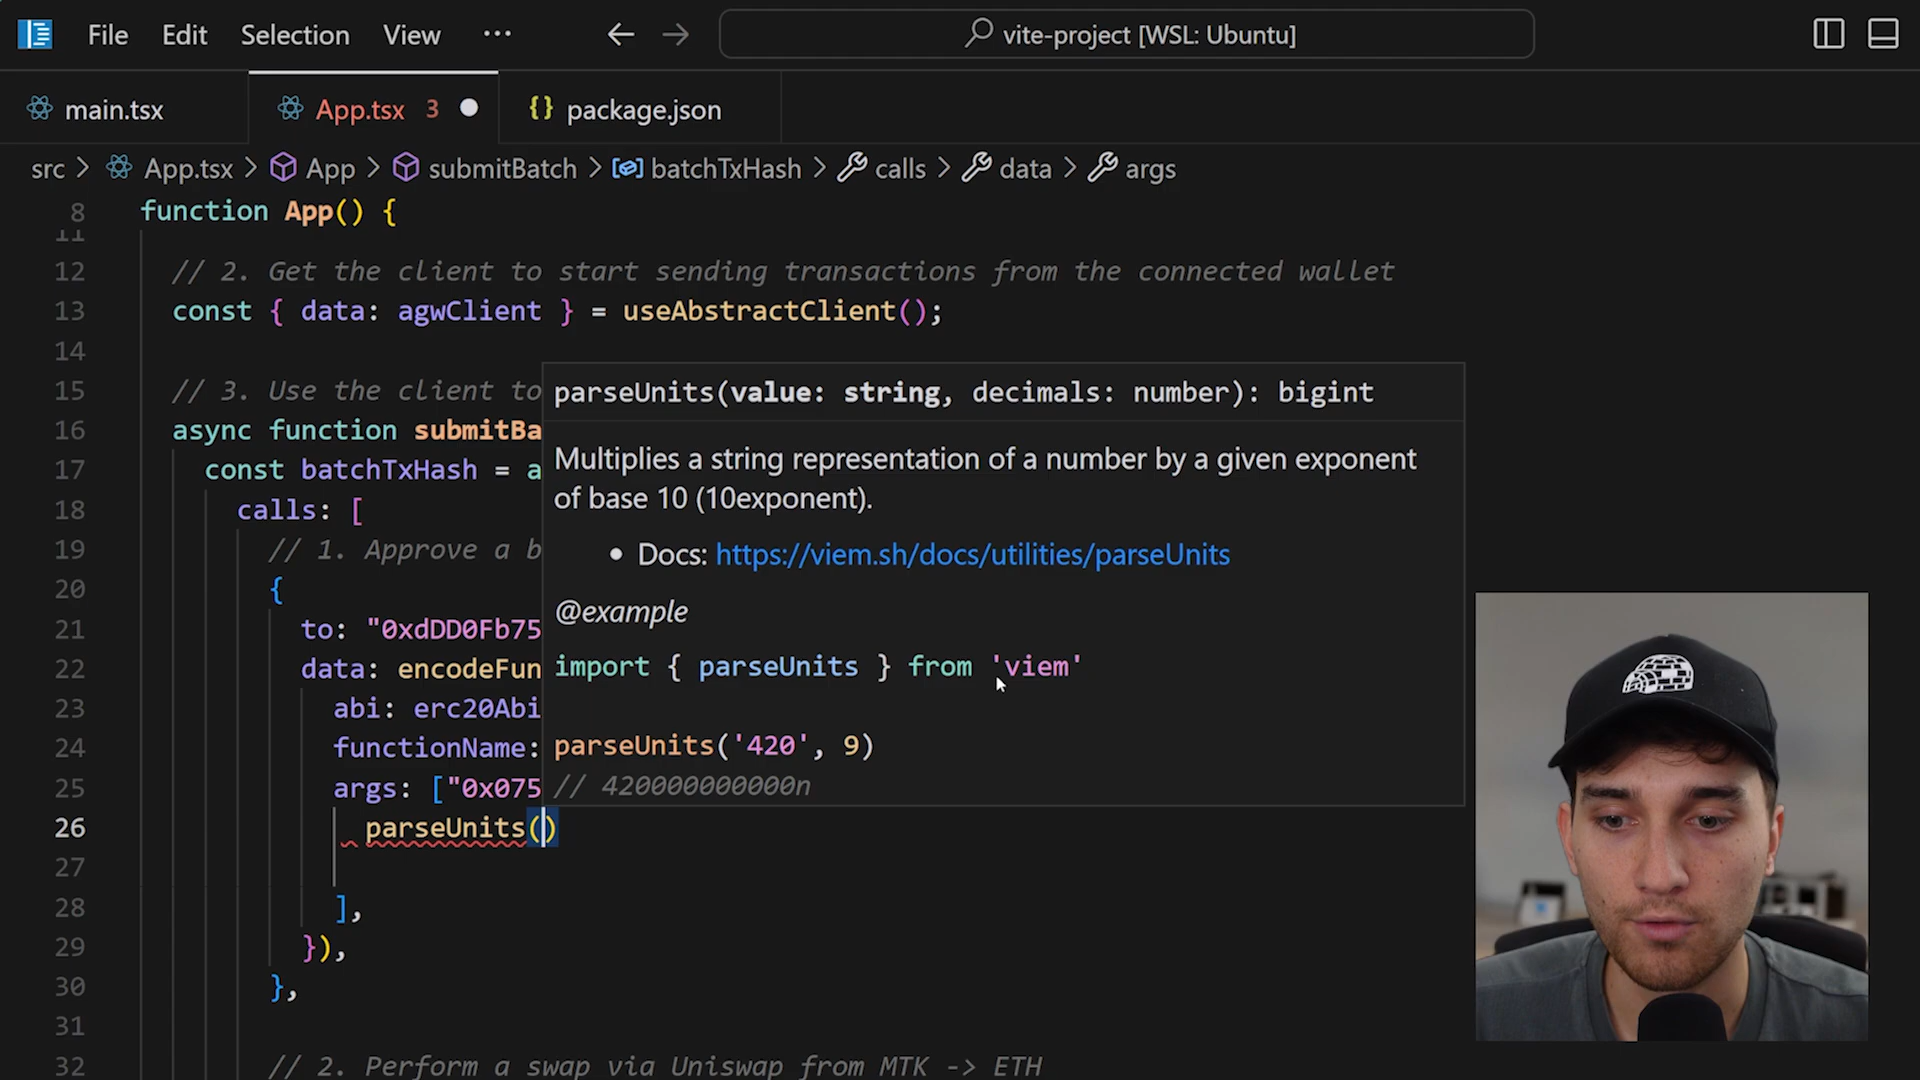 File Edit Selection View ··· ← → vite-project [WSL: Ubuntu]
main.tsx App.tsx 3 {} package.json
src > App.tsx > App > submitBatch > batchTxHash > calls > data > args
8 function App() {
11
12 // 2. Get the client to start sending transactions from the connected wallet
13 const { data: agwClient } = useAbstractClient();
14
15 // 3. Use the client to
16 async function submitBa
17 const batchTxHash = a
18 calls: [
19 // 1. Approve a b
20 {
21 to: "0xdDD0Fb75
22 data: encodeFun
23 abi: erc20Abi
24 functionName:
25 args: ["0x075
26 parseUnits()
27
28 ],
29 }),
30 },
31
32 // 2. Perform a swap via Uniswap from MTK -> ETH
parseUnits(value: string, decimals: number): bigint
Multiplies a string representation of a number by a given exponent
of base 10 (10exponent).
• Docs: https://viem.sh/docs/utilities/parseUnits
@example
import { parseUnits } from 'viem'
parseUnits('420', 9)
// 420000000000n